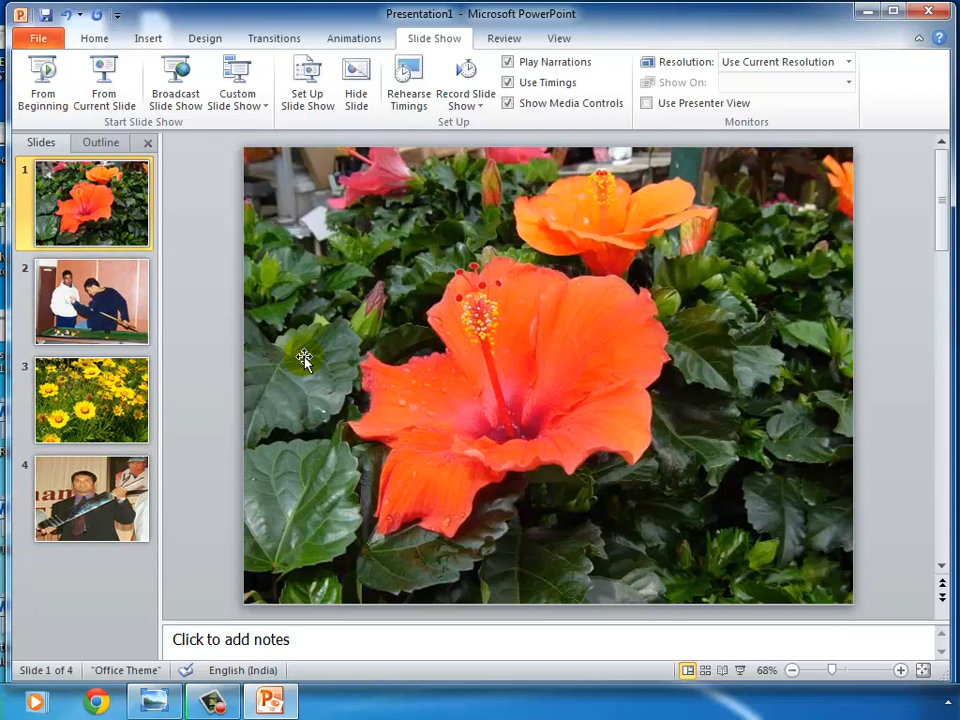 Presentation1 - Microsoft PowerPoint
File Home Insert Design Transitions Animations Slide Show Review View
From Beginning
From Current Slide
Broadcast Slide Show
Custom Slide Show
Start Slide Show
Set Up Slide Show
Hide Slide
Rehearse Timings
Record Slide Show
Play Narrations
Use Timings
Show Media Controls
Set Up
Resolution: Use Current Resolution
Show On:
Use Presenter View
Monitors
Slides Outline
1
2
3
4
Click to add notes
Slide 1 of 4 "Office Theme" English (India) 68%